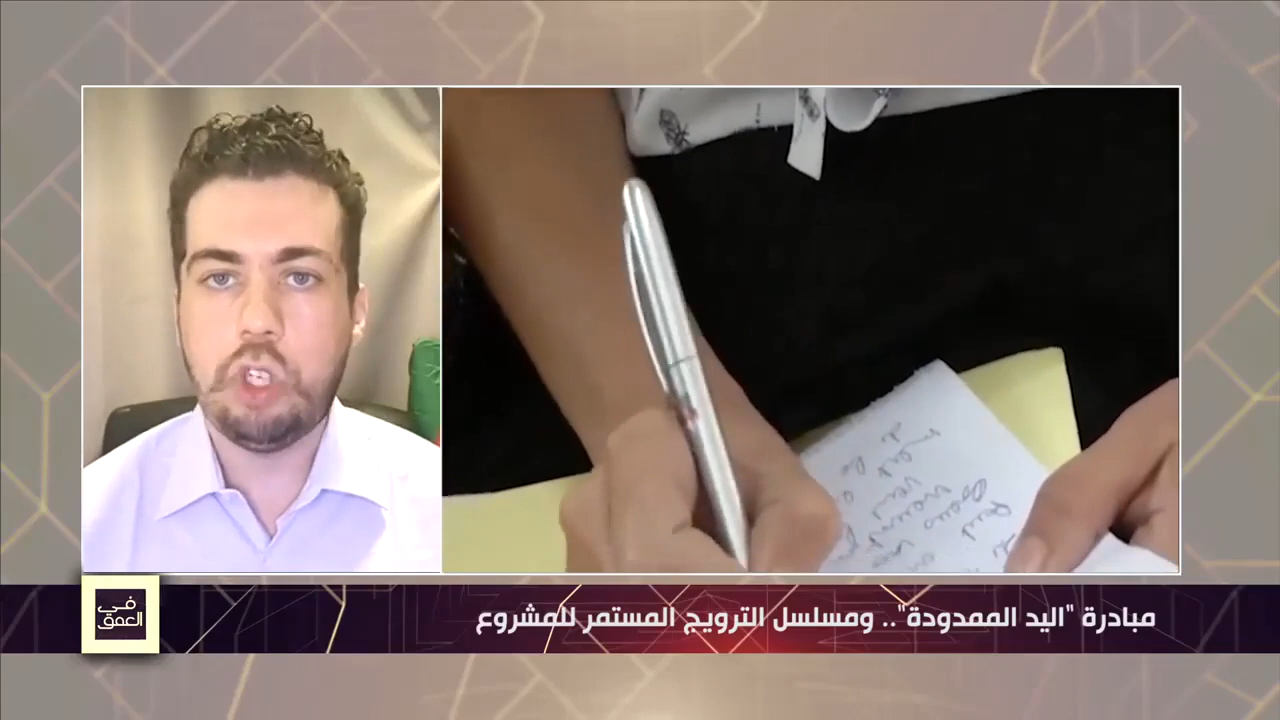 مبادرة "اليد الممدودة".. ومسلسل الترويج المستمر للمشروع
في
العمق